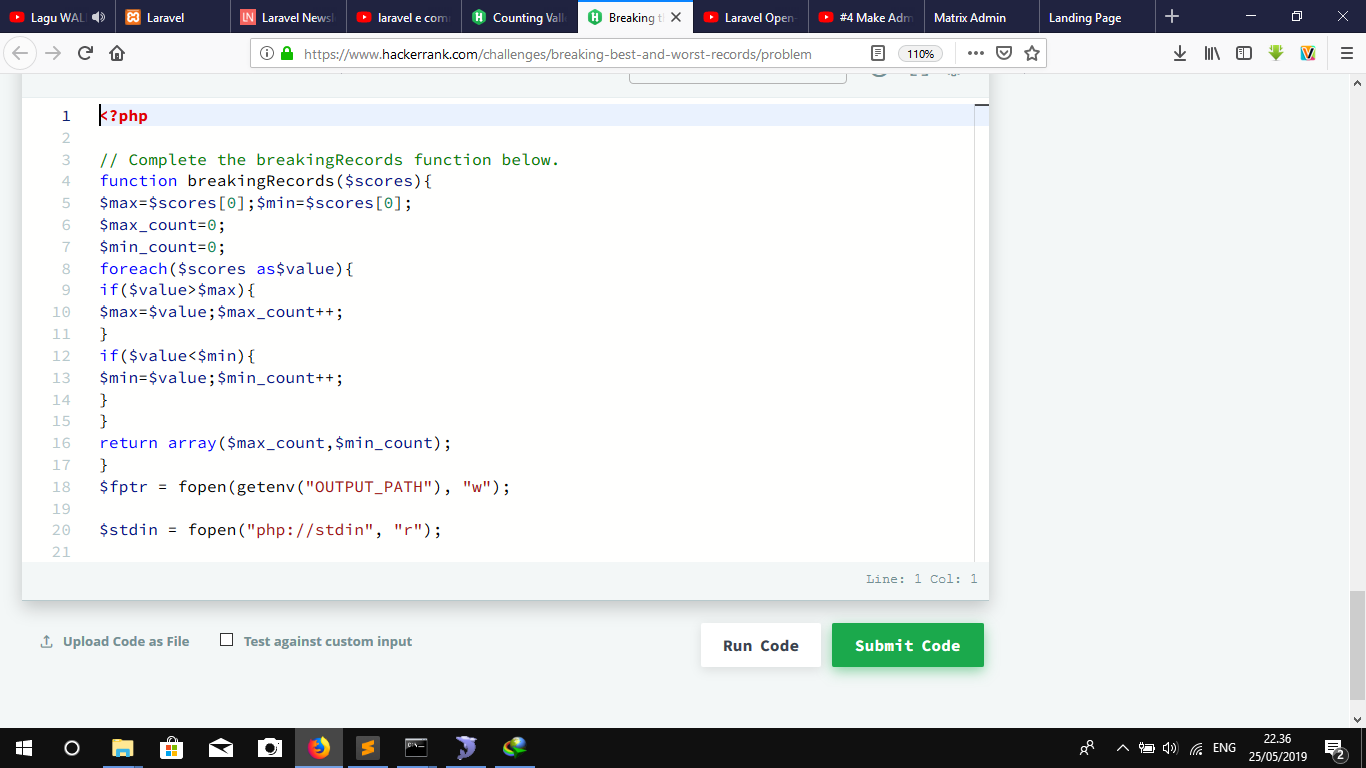 Lagu WAL
Laravel
Laravel News
laravel e com
Counting Vall
Breaking t
Laravel Open-
#4 Make Adm
Matrix Admin
Landing Page
https://www.hackerrank.com/challenges/breaking-best-and-worst-records/problem
110%
1 <?php
2
3 // Complete the breakingRecords function below.
4 function breakingRecords($scores){
5 $max=$scores[0];$min=$scores[0];
6 $max_count=0;
7 $min_count=0;
8 foreach($scores as$value){
9 if($value>$max){
10 $max=$value;$max_count++;
11 }
12 if($value<$min){
13 $min=$value;$min_count++;
14 }
15 }
16 return array($max_count,$min_count);
17 }
18 $fptr = fopen(getenv("OUTPUT_PATH"), "w");
19
20 $stdin = fopen("php://stdin", "r");
21
Line: 1 Col: 1
Upload Code as File
Test against custom input
Run Code
Submit Code
ENG
22.36
25/05/2019
2